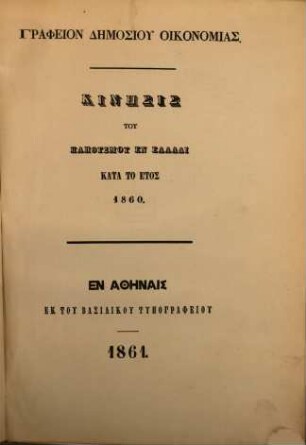 ΓΡΑΦΕΙΟΝ ΔΗΜΟΣΙΟΥ ΟΙΚΟΝΟΜΙΑΣ.
ΚΙΝΗΣΙΣ
ΤΟΥ
ΠΛΗΘΥΣΜΟΥ ΕΝ ΕΛΛΑΔΙ
ΚΑΤΑ ΤΟ ΕΤΟΣ
1860.
ΕΝ ΑΘΗΝΑΙΣ
ΕΚ ΤΟΥ ΒΑΣΙΛΙΚΟΥ ΤΥΠΟΓΡΑΦΕΙΟΥ
1861.